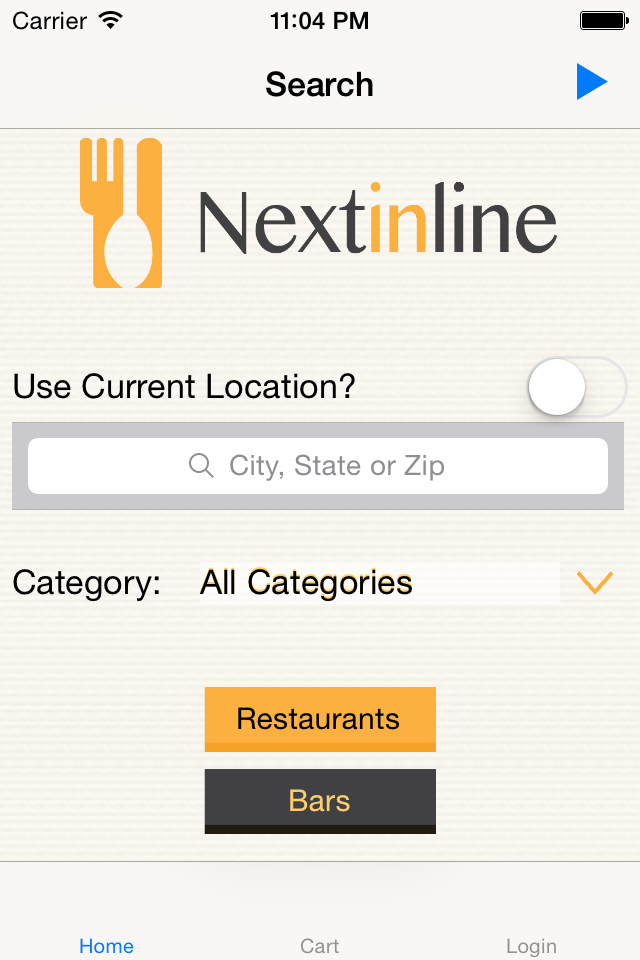 Carrier 11:04 PM
Search
Nextinline
Use Current Location?
City, State or Zip
Category: All Categories
Restaurants
Bars
Home Cart Login